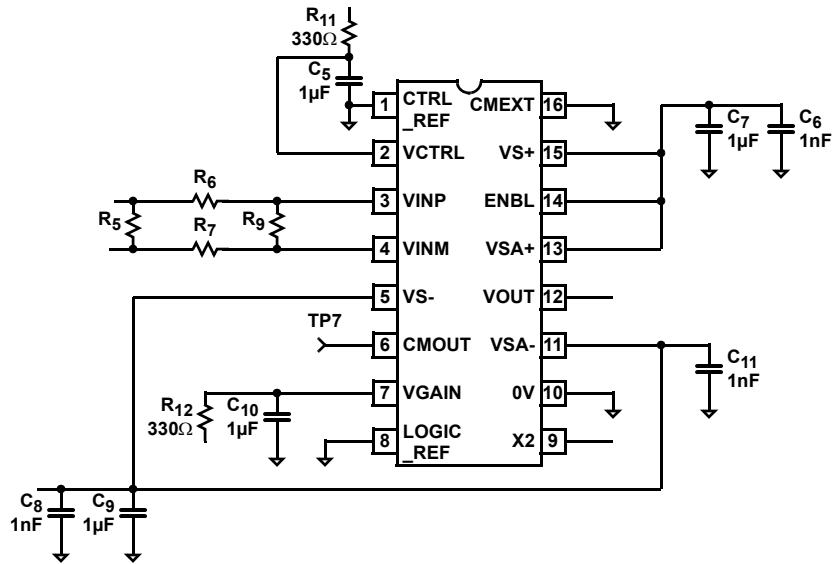 R11
330Ω
C5
1µF
1 CTRL
_REF
CMEXT 16
C7
1µF
C6
1nF
2 VCTRL
VS+ 15
R6
R5
R7
R9
3 VINP
ENBL 14
4 VINM
VSA+ 13
5 VS-
VOUT 12
TP7
6 CMOUT
VSA- 11
C11
1nF
R12
330Ω
C10
1µF
7 VGAIN
0V 10
8 LOGIC
_REF
X2 9
C8
1nF
C9
1µF